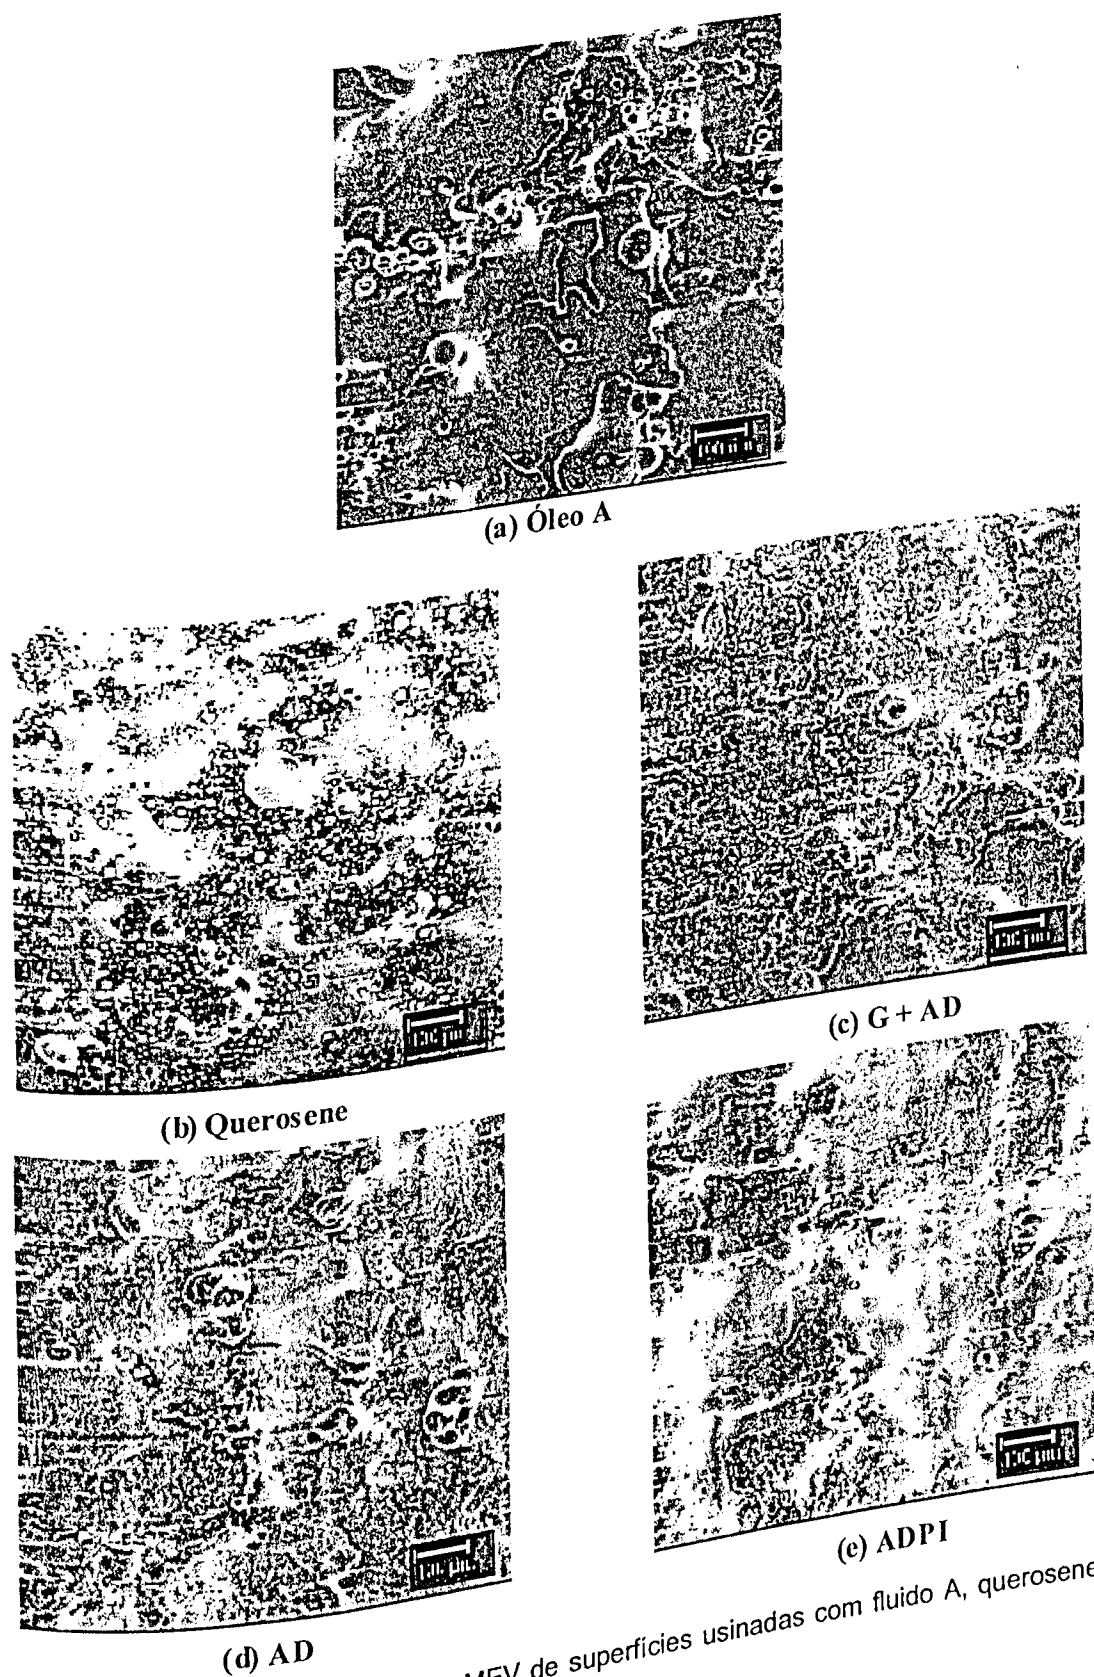 (a) Óleo A
(b) Querosene
(c) G + AD
(d) AD
(e) ADPI
MEV de superfícies usinadas com fluido A, querosene